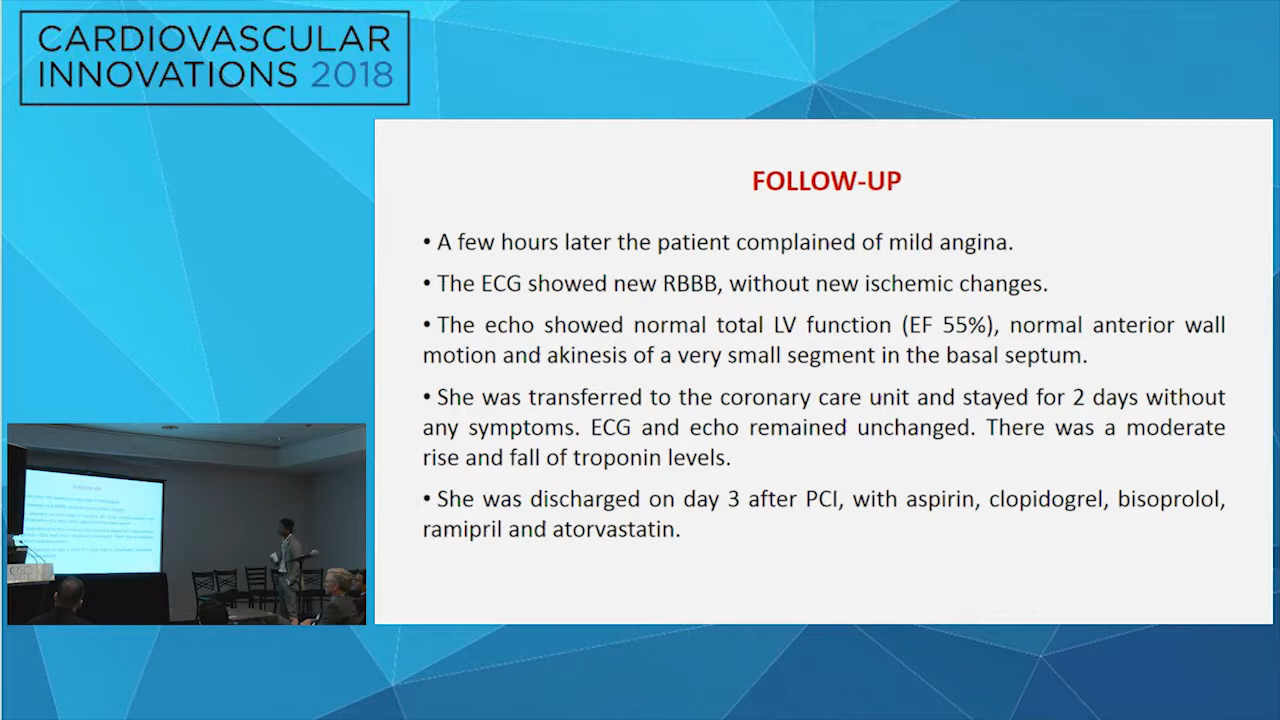 CARDIOVASCULAR
INNOVATIONS 2018
FOLLOW-UP
• A few hours later the patient complained of mild angina.
• The ECG showed new RBBB, without new ischemic changes.
• The echo showed normal total LV function (EF 55%), normal anterior wall
motion and akinesis of a very small segment in the basal septum.
• She was transferred to the coronary care unit and stayed for 2 days without
any symptoms. ECG and echo remained unchanged. There was a moderate
rise and fall of troponin levels.
• She was discharged on day 3 after PCI, with aspirin, clopidogrel, bisoprolol,
ramipril and atorvastatin.
FOLLOW-UP